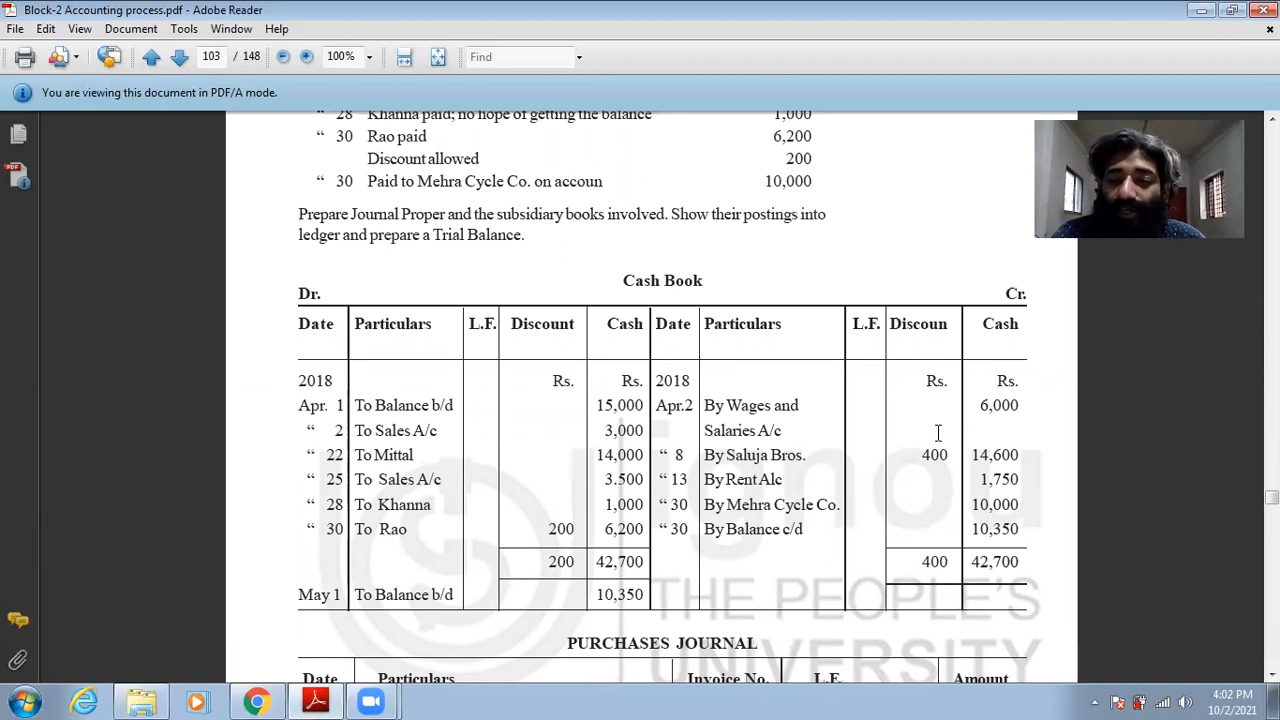 Block-2 Accounting process.pdf - Adobe Reader
File Edit View Document Tools Window Help
103 / 148 100% Find
You are viewing this document in PDF/A mode.
“ 28 Khanna paid; no hope of getting the balance 1,000
“ 30 Rao paid 6,200
Discount allowed 200
“ 30 Paid to Mehra Cycle Co. on accoun 10,000
Prepare Journal Proper and the subsidiary books involved. Show their postings into
ledger and prepare a Trial Balance.
Cash Book
Dr. Cr.
Date Particulars L.F. Discount Cash Date Particulars L.F. Discoun Cash
2018 Rs. Rs. 2018 Rs. Rs.
Apr. 1 To Balance b/d 15,000 Apr.2 By Wages and 6,000
“ 2 To Sales A/c 3,000 Salaries A/c
“ 22 To Mittal 14,000 “ 8 By Saluja Bros. 400 14,600
“ 25 To Sales A/c 3.500 “ 13 By Rent Alc 1,750
“ 28 To Khanna 1,000 “ 30 By Mehra Cycle Co. 10,000
“ 30 To Rao 200 6,200 “ 30 By Balance c/d 10,350
200 42,700 400 42,700
May 1 To Balance b/d 10,350
ignou
THE PEOPLE'S
UNIVERSITY
PURCHASES JOURNAL
Date Particulars Invoice No. L.F. Amount
4:02 PM
10/2/2021